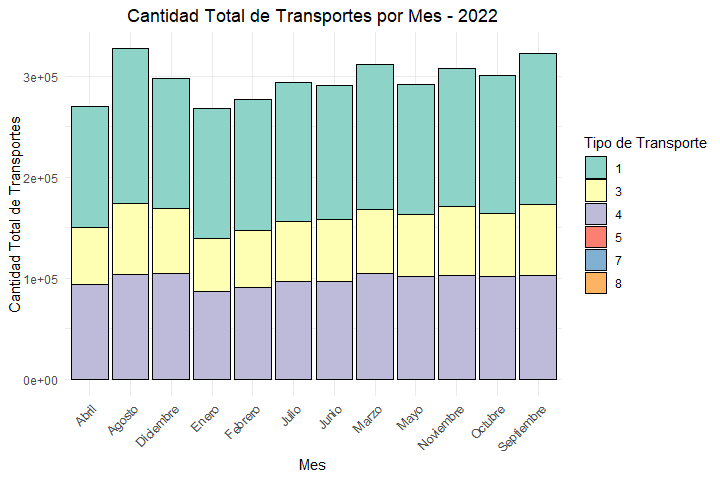 Cantidad Total de Transportes por Mes - 2022
Cantidad Total de Transportes
3e+05
2e+05
1e+05
0e+00
Abril
Agosto
Diciembre
Enero
Febrero
Julio
Junio
Marzo
Mayo
Noviembre
Octubre
Septiembre
Mes
Tipo de Transporte
1
3
4
5
7
8